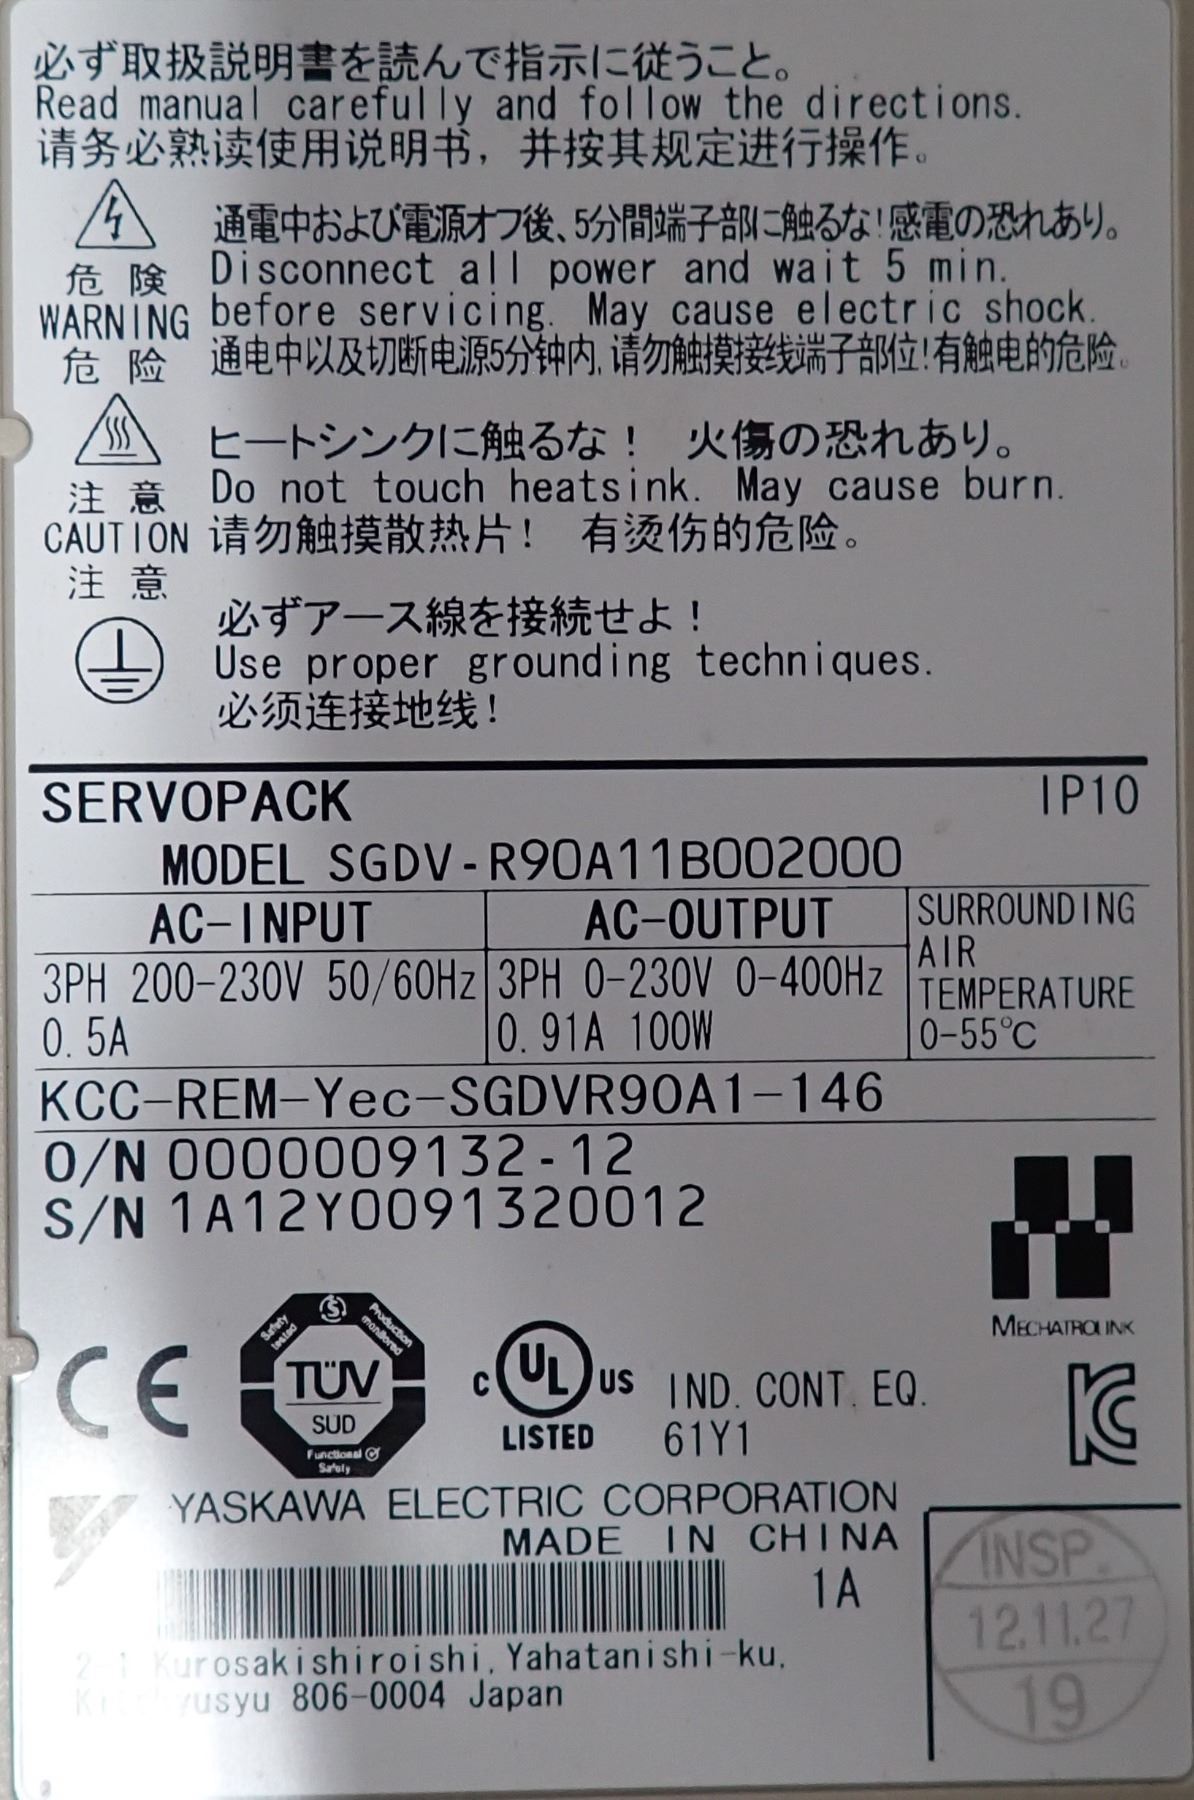 必ず取扱説明書を読んで指示に従うこと。
Read manual carefully and follow the directions.
请务必熟读使用说明书，并按其规定进行操作。
危険
WARNING
危险
通電中および電源オフ後、5分間端子部に触るな！感電の恐れあり。
Disconnect all power and wait 5 min.
before servicing. May cause electric shock.
通电中以及切断电源5分钟内，请勿触摸接线端子部位！有触电的危险。
注意
CAUTION
注意
ヒートシンクに触るな！ 火傷の恐れあり。
Do not touch heatsink. May cause burn.
请勿触摸散热片！ 有烫伤的危险。
必ずアース線を接続せよ！
Use proper grounding techniques.
必须连接地线！
SERVOPACK IP10
MODEL SGDV-R90A11B002000
AC-INPUT
3PH 200-230V 50/60Hz
0.5A
AC-OUTPUT
3PH 0-230V 0-400Hz
0.91A 100W
SURROUNDING
AIR
TEMPERATURE
0-55℃
KCC-REM-Yec-SGDVR90A1-146
O/N 0000009132-12
S/N 1A12Y0091320012
MECHATROLINK
CE
Safety tested
Production monitored
TÜV
SÜD
Functional
Safety
C UL US
LISTED
IND. CONT. EQ.
61Y1
YASKAWA ELECTRIC CORPORATION
MADE IN CHINA
1A
2-1 Kurosakishiroishi, Yahatanishi-ku,
806-0004 Japan
INSP.
12.11.27
19